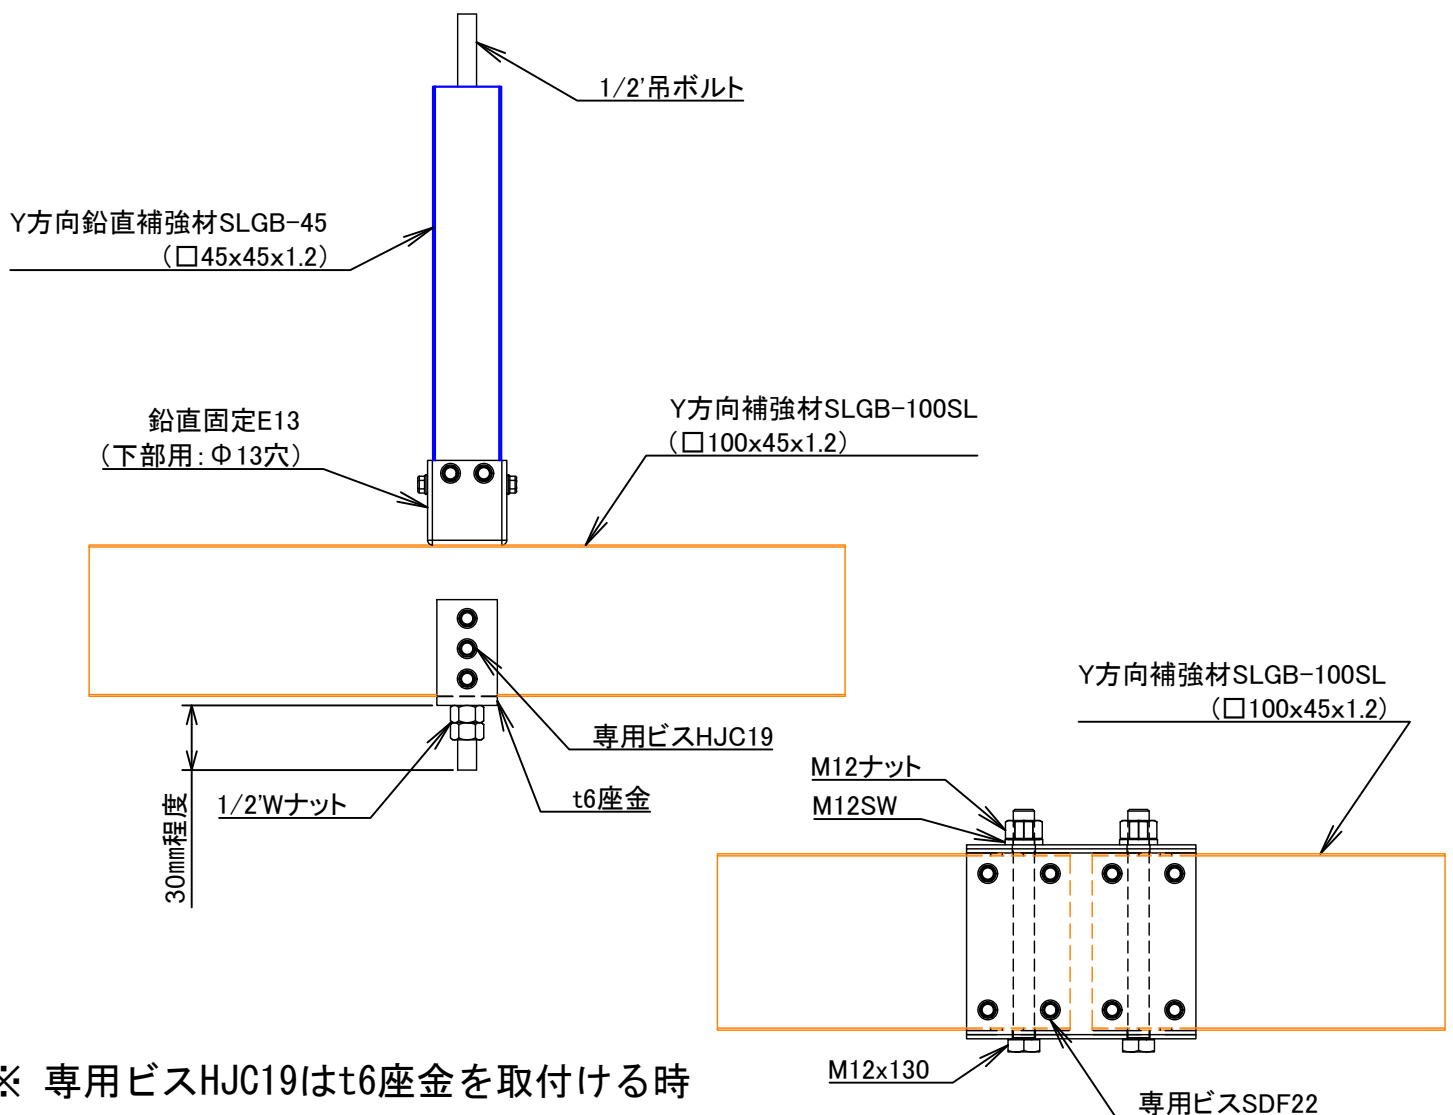 1/2'吊ボルト
Y方向鉛直補強材SLGB-45
(□45x45x1.2)
鉛直固定E13
(下部用:Φ13穴)
Y方向補強材SLGB-100SL
(□100x45x1.2)
専用ビスHJC19
t6座金
1/2'Wナット
30mm程度
Y方向補強材SLGB-100SL
(□100x45x1.2)
M12ナット
M12SW
M12x130
専用ビスSDF22
※ 専用ビスHJC19はt6座金を取付ける時